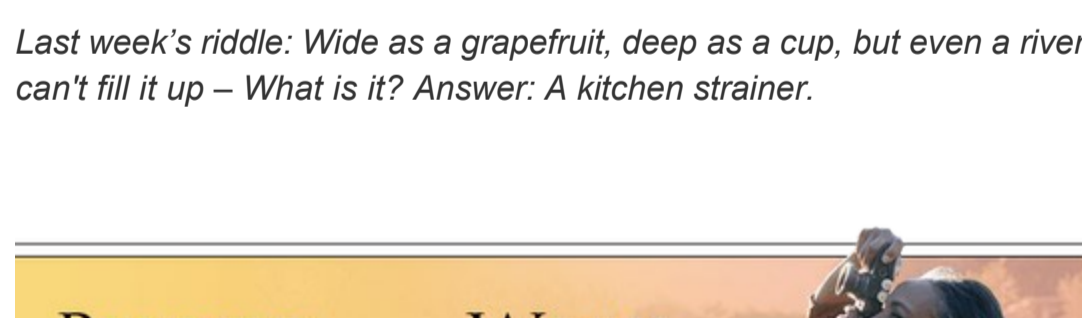 Last week’s riddle: Wide as a grapefruit, deep as a cup, but even a river
can't fill it up – What is it? Answer: A kitchen strainer.